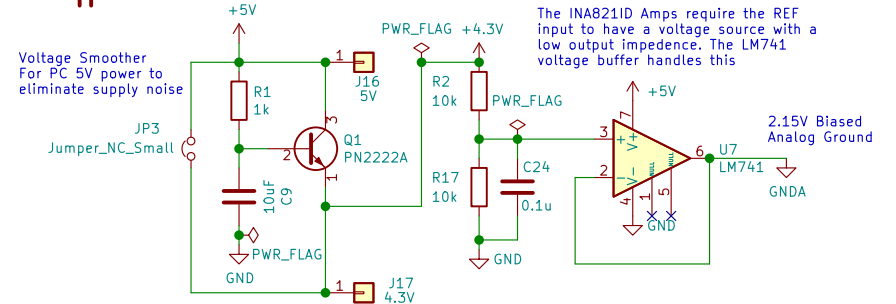 The INA821ID Amps require the REF
input to have a voltage source with a
low output impedence. The LM741
voltage buffer handles this
+5V
PWR_FLAG
+4.3V
Voltage Smoother
For PC 5V power to
eliminate supply noise
1
J16
5V
R1
1k
R2
10k
PWR_FLAG
+5V
JP3
Jumper_NC_Small
3
2
1
Q1
PN2222A
10uF
C9
PWR_FLAG
GND
1
J17
4.3V
R17
10k
C24
0.1u
GND
3
2
7
6
4
1
5
+
-
V+
V-
NULL
NULL
GND
U7
LM741
2.15V Biased
Analog Ground
GNDA